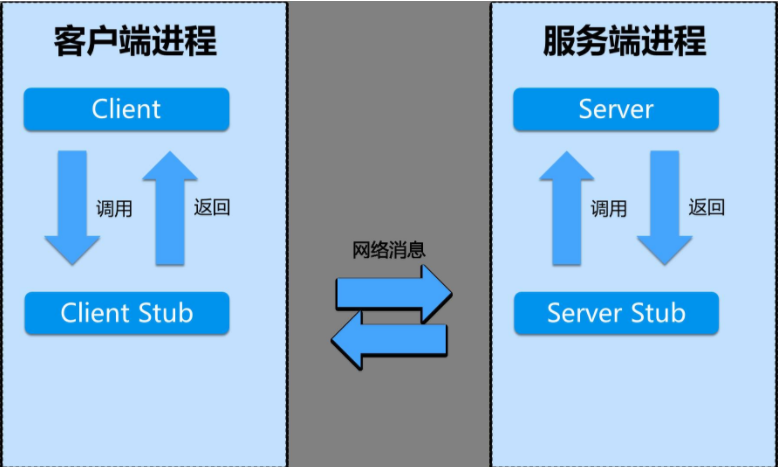 客户端进程
Client
调用
返回
Client Stub
网络消息
服务端进程
Server
调用
返回
Server Stub